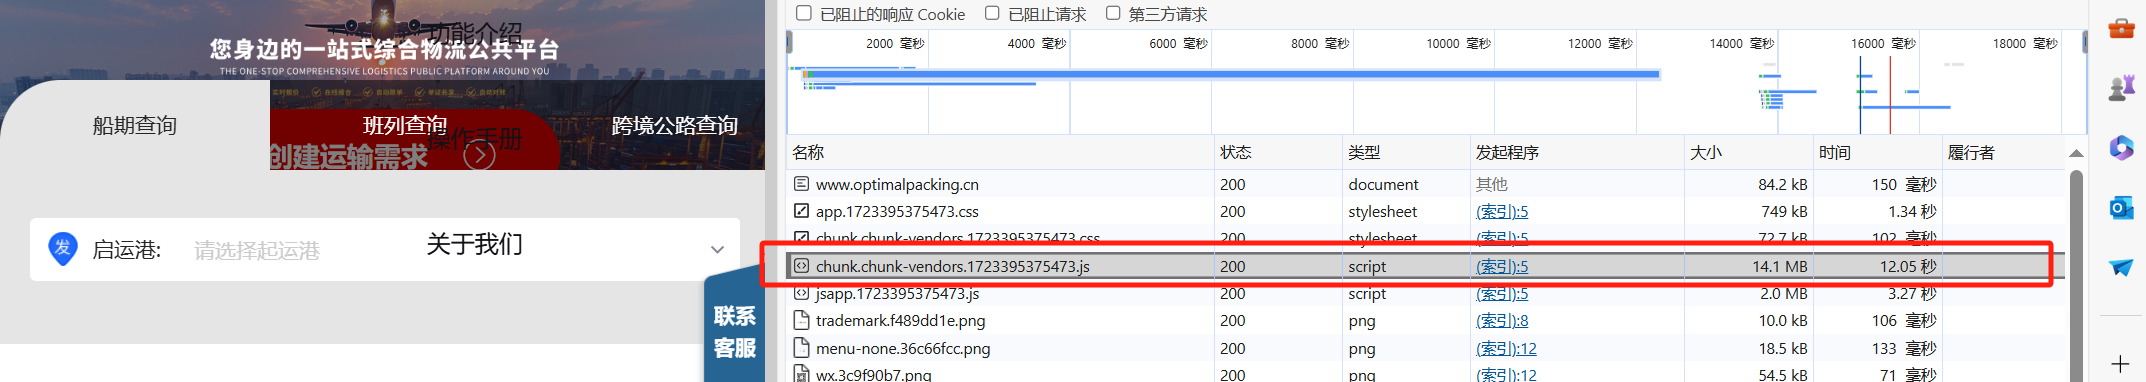 功能介绍
您身边的一站式综合物流公共平台
THE ONE-STOP COMPREHENSIVE LOGISTICS PUBLIC PLATFORM AROUND YOU
船期查询
班列查询
跨境公路查询
操作手册
创建运输需求
发 启运港: 请选择起运港
关于我们
联系
客服
已阻止的响应 Cookie 已阻止请求 第三方请求
2000 毫秒 4000 毫秒 6000 毫秒 8000 毫秒 10000 毫秒 12000 毫秒 14000 毫秒 16000 毫秒 18000 毫秒
名称 状态 类型 发起程序 大小 时间 履行者
www.optimalpacking.cn 200 document 其他 84.2 kB 150 毫秒
app.1723395375473.css 200 stylesheet (索引):5 749 kB 1.34 秒
chunk.chunk-vendors.1723395375473.css 200 stylesheet (索引):5 72.7 kB 102 毫秒
chunk.chunk-vendors.1723395375473.js 200 script (索引):5 14.1 MB 12.05 秒
jsapp.1723395375473.js 200 script (索引):5 2.0 MB 3.27 秒
trademark.f489dd1e.png 200 png (索引):8 10.0 kB 106 毫秒
menu-none.36c66fcc.png 200 png (索引):12 18.5 kB 133 毫秒
wx.3c9f90b7.png 200 png (索引):12 54.5 kB 71 毫秒